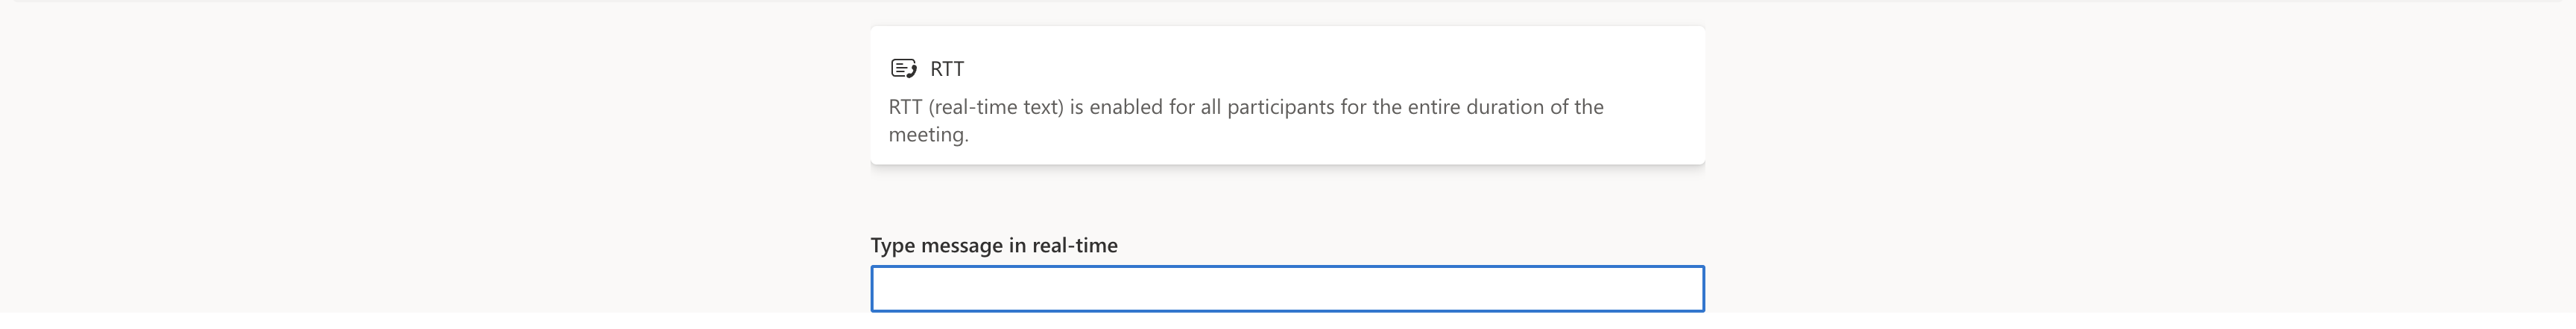 RTT
RTT (real-time text) is enabled for all participants for the entire duration of the
meeting.
Type message in real-time